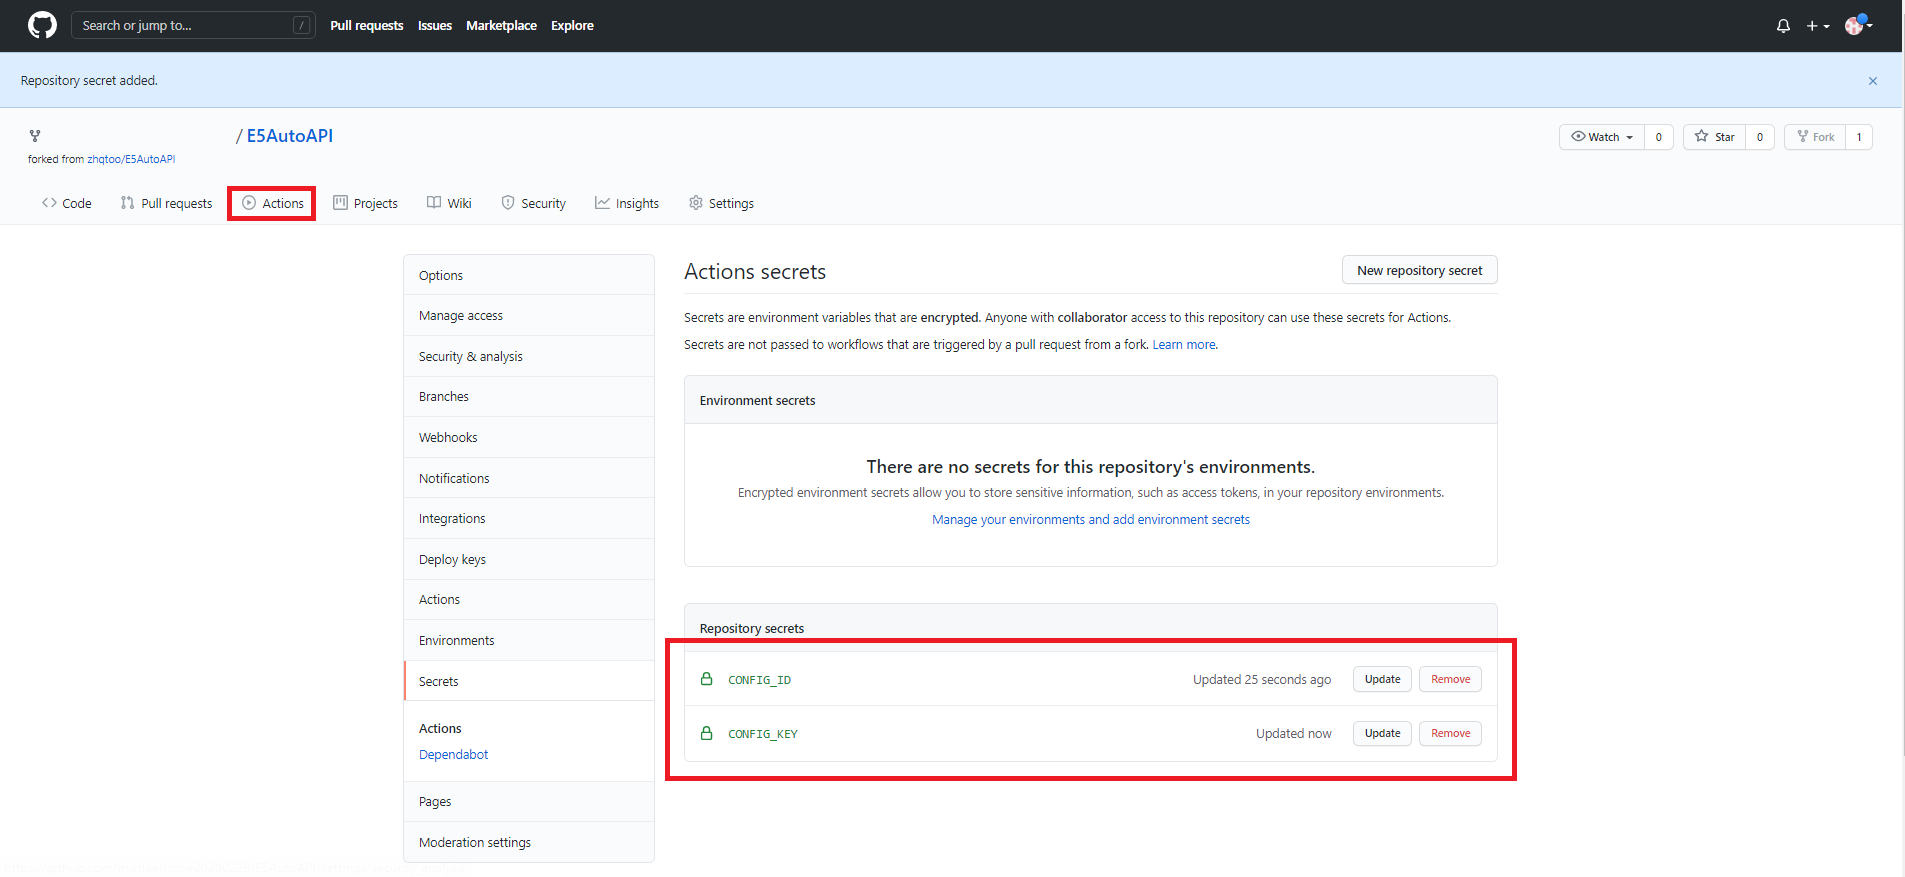 Search or jump to... /
Pull requests Issues Marketplace Explore
Repository secret added.
/ E5AutoAPI
Watch 0 Star 0 Fork 1
forked from zhqtoo/E5AutoAPI
Code Pull requests Actions Projects Wiki Security Insights Settings
Options
Manage access
Security & analysis
Branches
Webhooks
Notifications
Integrations
Deploy keys
Actions
Environments
Secrets
Actions
Dependabot
Pages
Moderation settings
Actions secrets
New repository secret
Secrets are environment variables that are encrypted. Anyone with collaborator access to this repository can use these secrets for Actions.
Secrets are not passed to workflows that are triggered by a pull request from a fork. Learn more.
Environment secrets
There are no secrets for this repository's environments.
Encrypted environment secrets allow you to store sensitive information, such as access tokens, in your repository environments.
Manage your environments and add environment secrets
Repository secrets
CONFIG_ID Updated 25 seconds ago Update Remove
CONFIG_KEY Updated now Update Remove